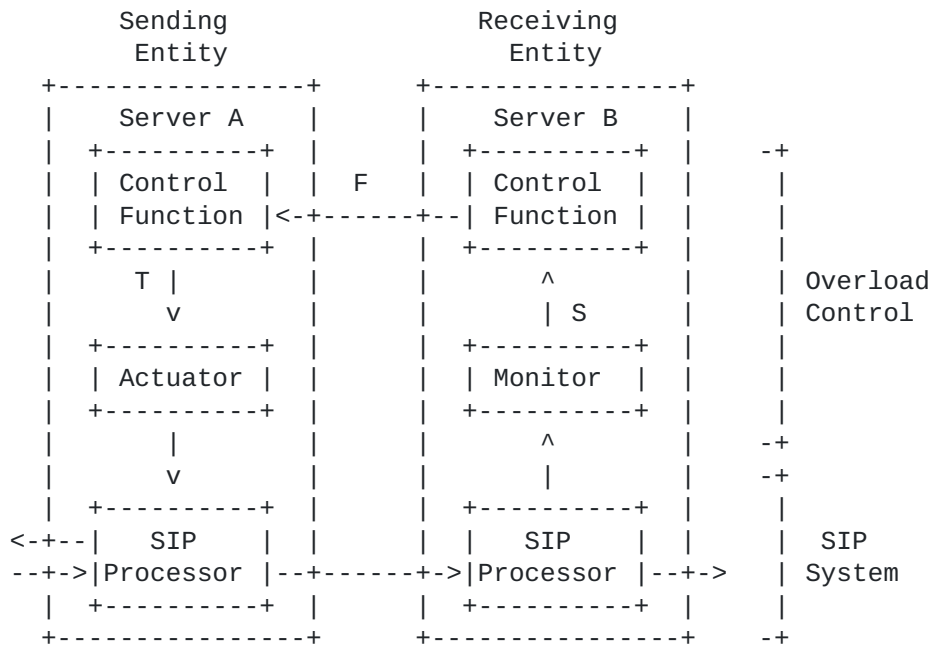 Sending Receiving
Entity Entity
+----------------+ +----------------+
| Server A | | Server B |
| +----------+ | | +----------+ | -+
| | Control | | F | | Control | | |
| | Function |<-+------+--| Function | | |
| +----------+ | | +----------+ | |
| T | | | ^ | | Overload
| v | | | S | | Control
| +----------+ | | +----------+ | |
| | Actuator | | | | Monitor | | |
| +----------+ | | +----------+ | |
| | | | ^ | -+
| v | | | | -+
| +----------+ | | +----------+ | |
<-+--| SIP | | | | SIP | | | SIP
--+->|Processor |--+------+->|Processor |--+-> | System
| +----------+ | | +----------+ | |
+----------------+ +----------------+ -+